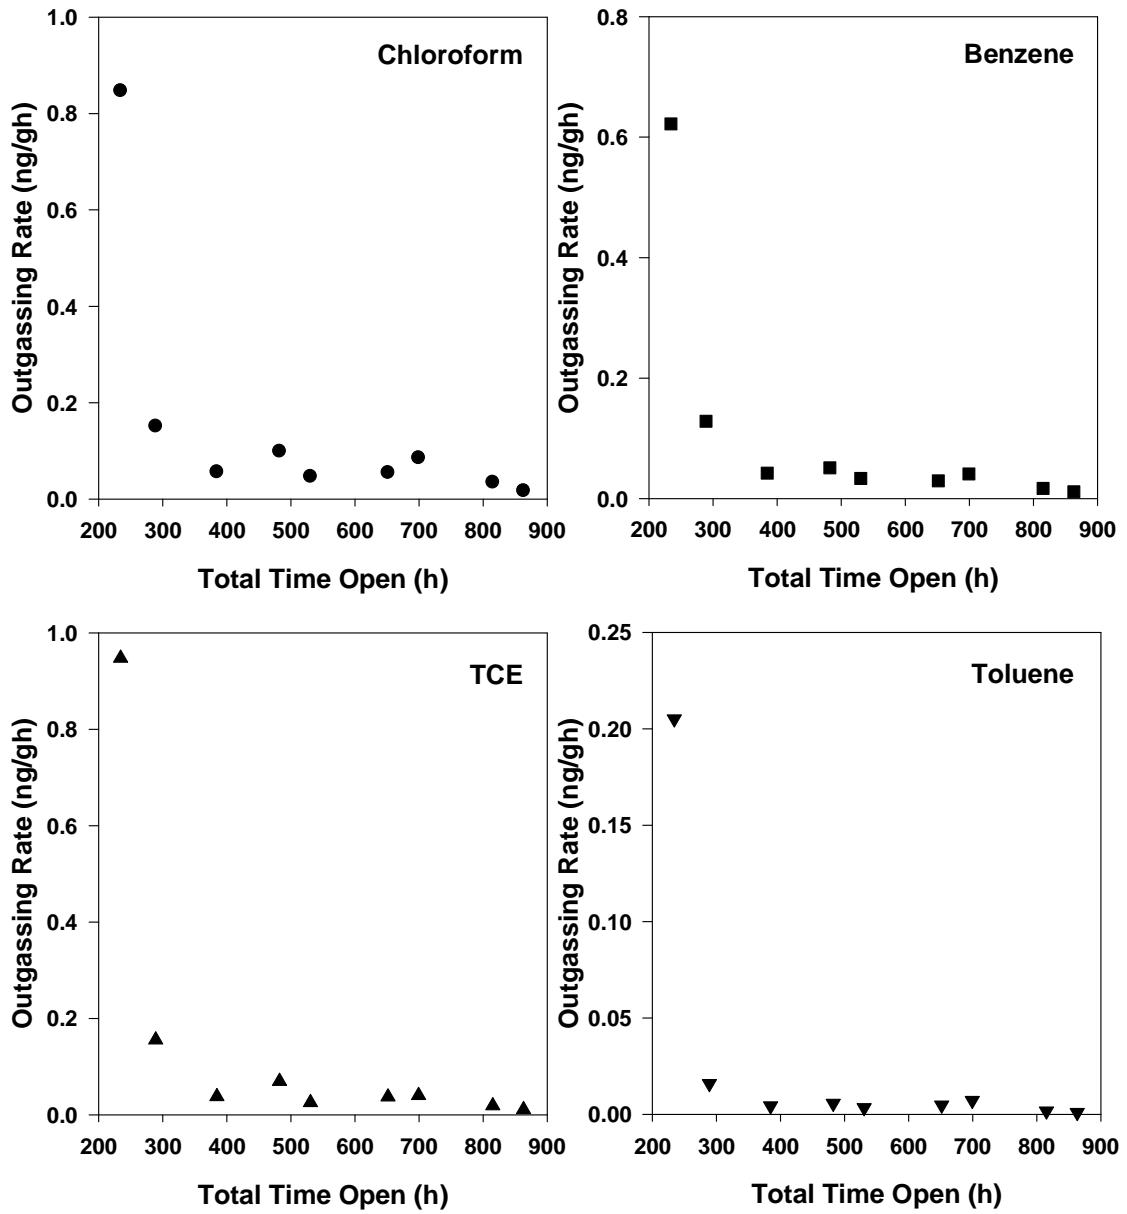 Chloroform
Outgassing Rate (ng/gh)
1.0
0.8
0.6
0.4
0.2
0.0
200 300 400 500 600 700 800 900
Total Time Open (h)
Benzene
Outgassing Rate (ng/gh)
0.8
0.6
0.4
0.2
0.0
200 300 400 500 600 700 800 900
Total Time Open (h)
TCE
Outgassing Rate (ng/gh)
1.0
0.8
0.6
0.4
0.2
0.0
200 300 400 500 600 700 800 900
Total Time Open (h)
Toluene
Outgassing Rate (ng/gh)
0.25
0.20
0.15
0.10
0.05
0.00
200 300 400 500 600 700 800 900
Total Time Open (h)